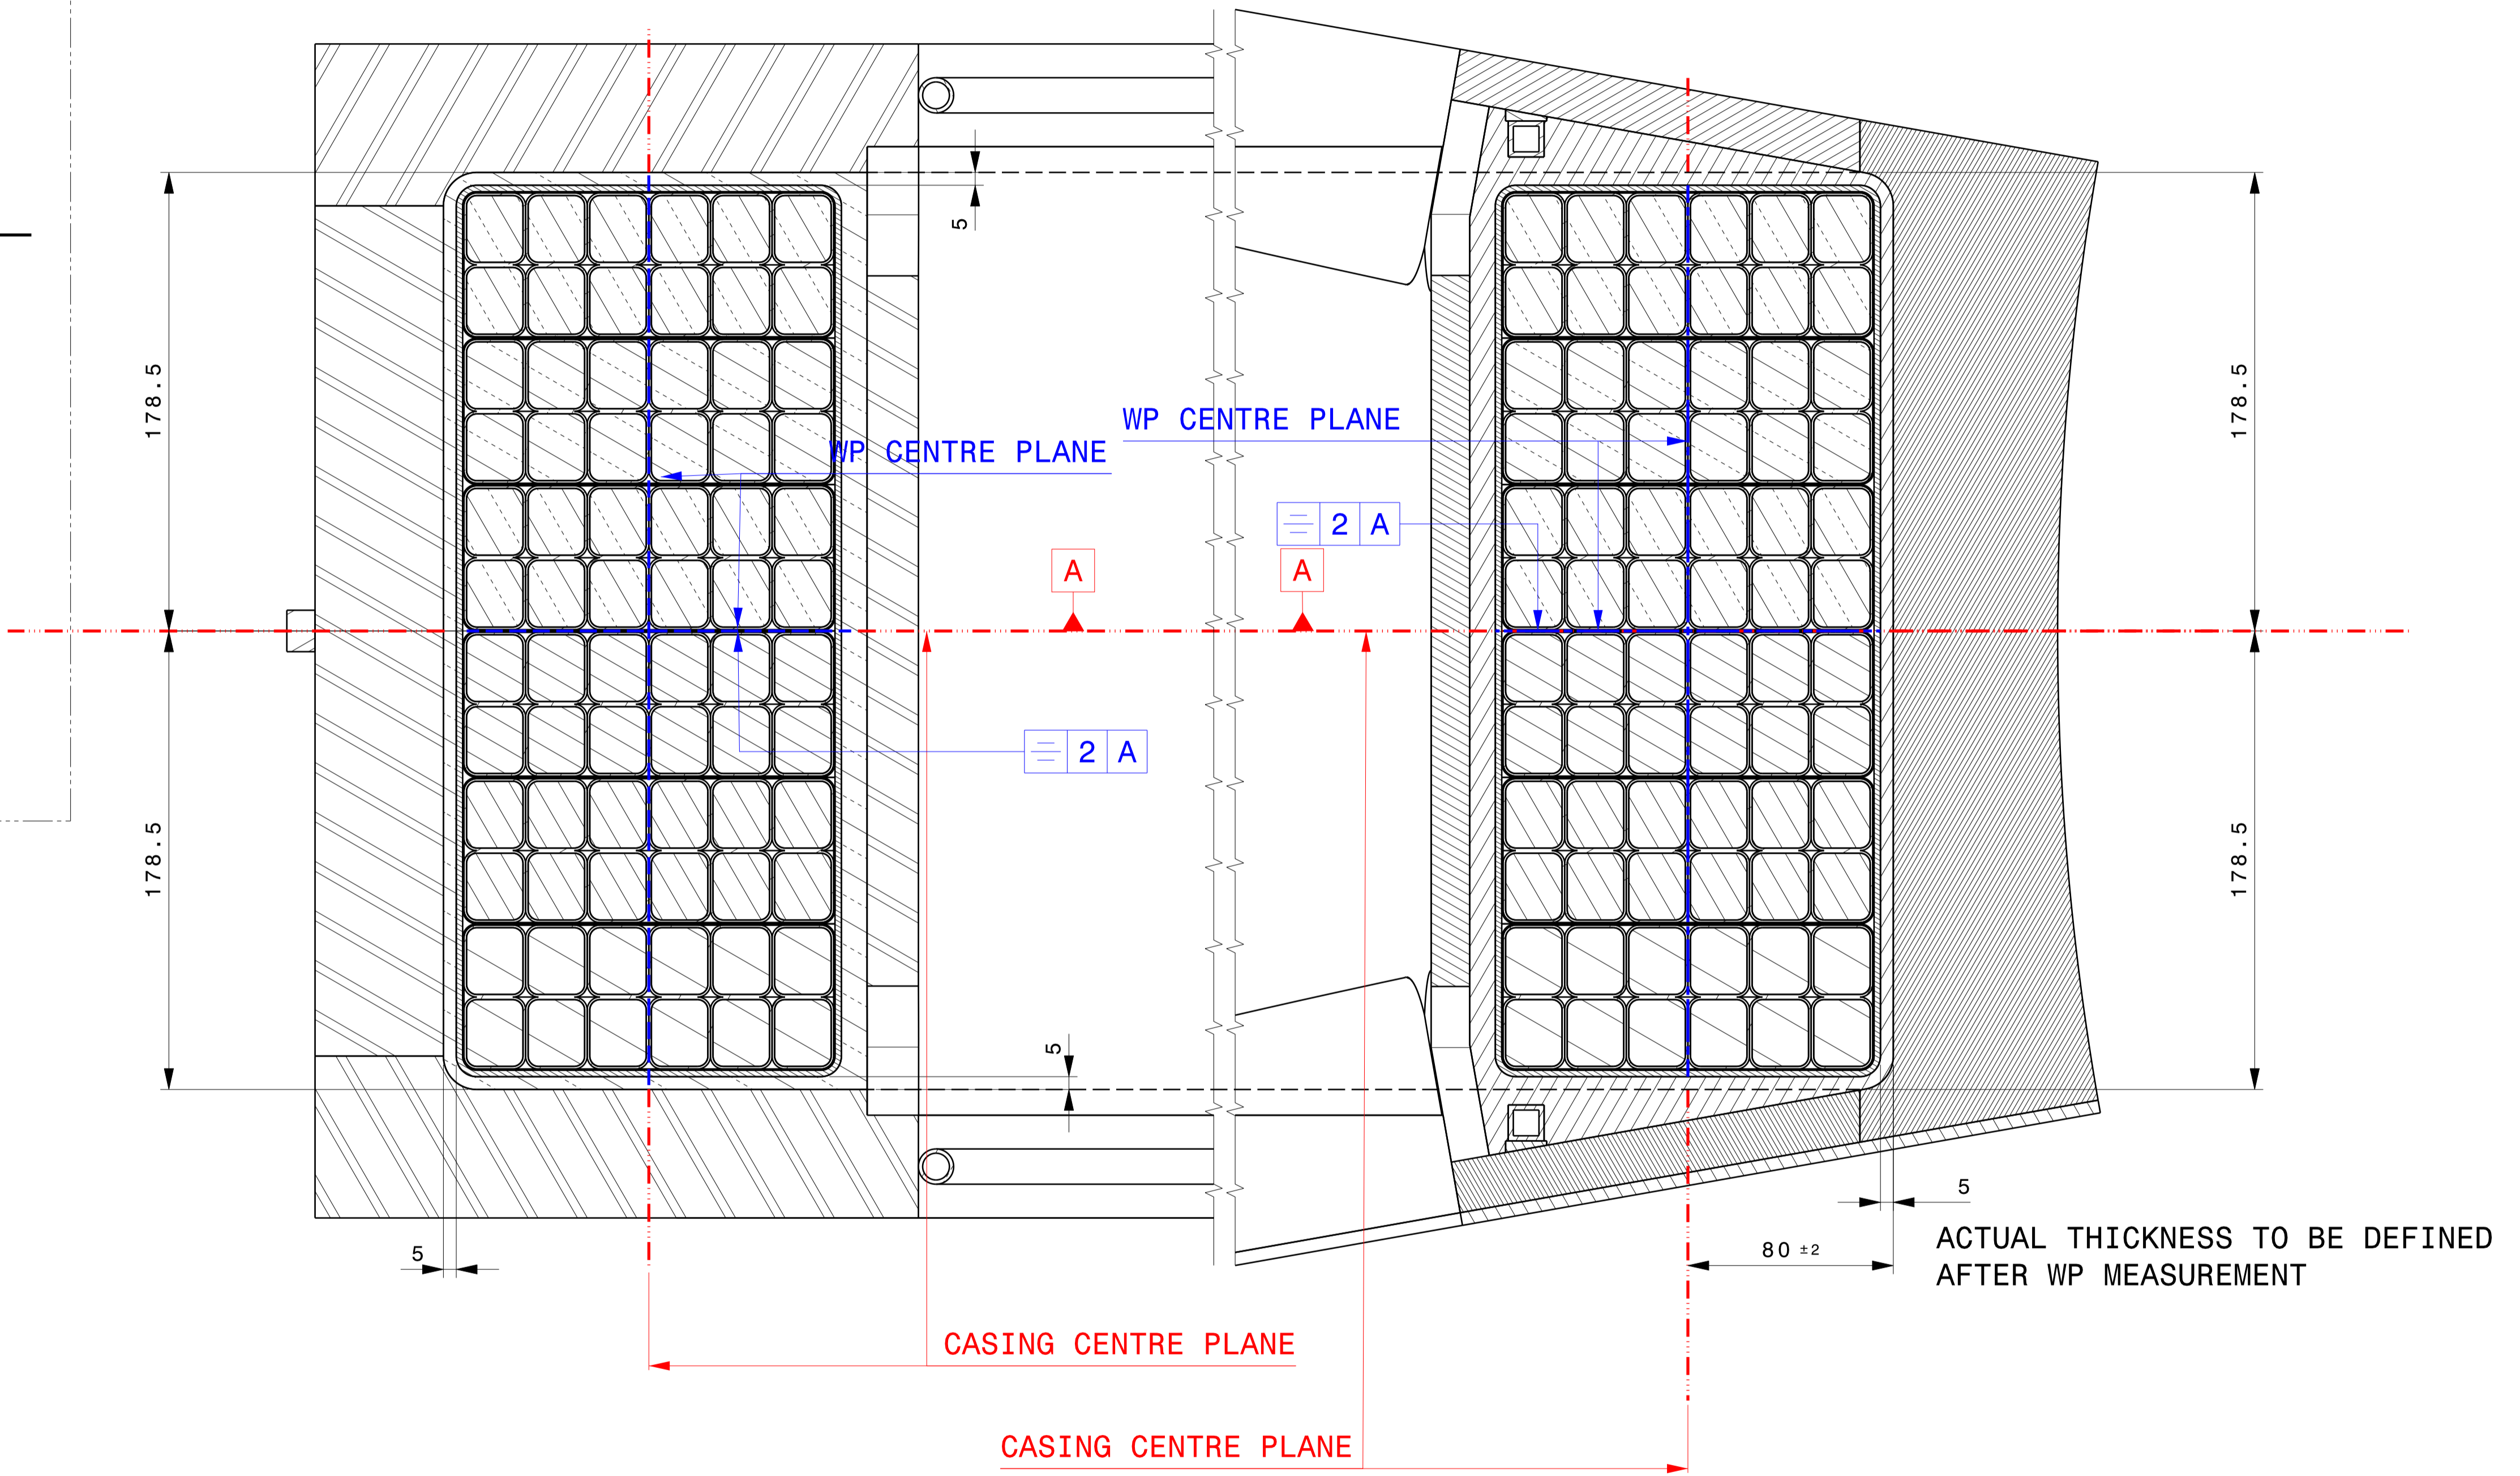 5
178.5
178.5
WP CENTRE PLANE
WP CENTRE PLANE
2 A
A
A
2 A
178.5
178.5
5
5
5
80 ±2
ACTUAL THICKNESS TO BE DEFINED
AFTER WP MEASUREMENT
CASING CENTRE PLANE
CASING CENTRE PLANE